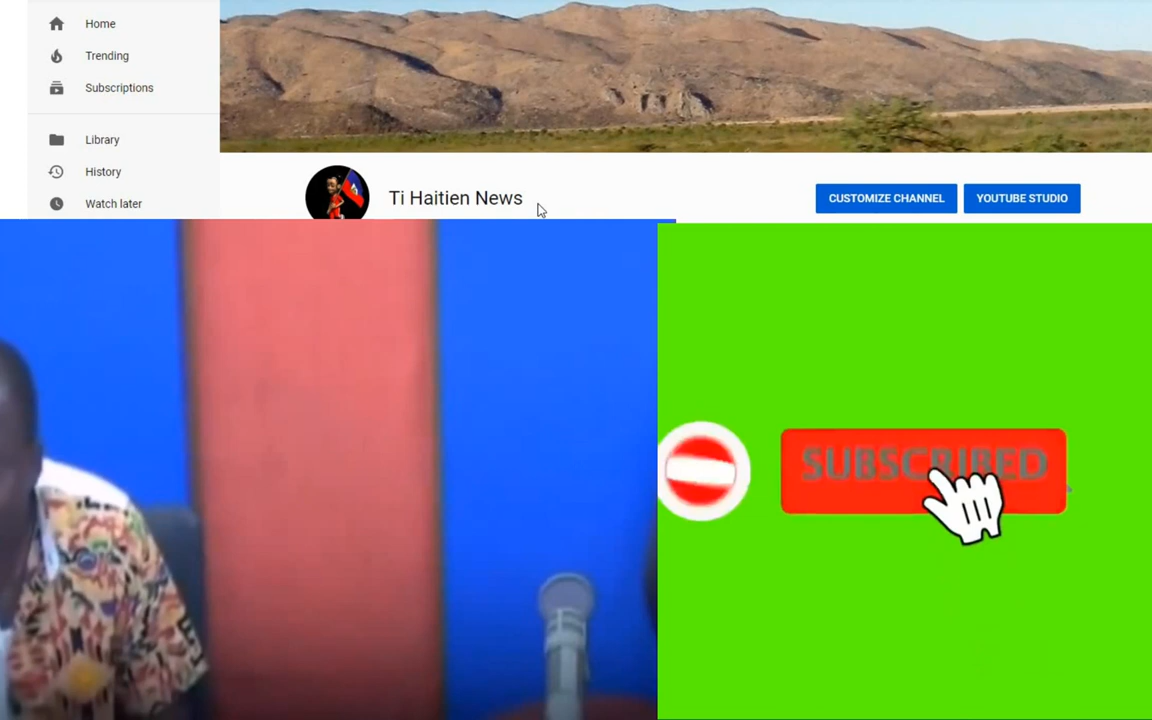 Home
Trending
Subscriptions
Library
History
Watch later
Ti Haitien News
CUSTOMIZE CHANNEL
YOUTUBE STUDIO
SUBSCRIBED